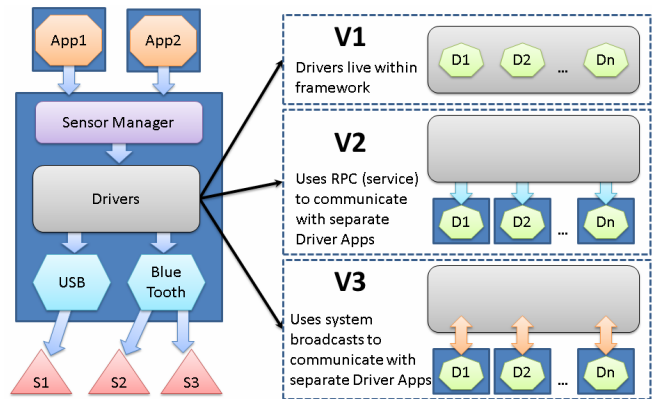 App1
App2
Sensor Manager
Drivers
USB
Blue
Tooth
S1
S2
S3
V1
Drivers live within
framework
D1
D2
...
Dn
V2
Uses RPC (service)
to communicate
with separate
Driver Apps
D1
D2
...
Dn
V3
Uses system
broadcasts to
communicate with
separate Driver Apps
D1
D2
...
Dn